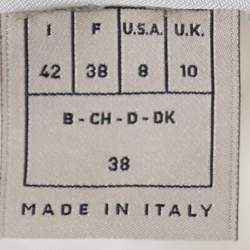 I F U.S.A. U.K.
42 38 8 10
B - CH - D - DK
38
MADE IN ITALY